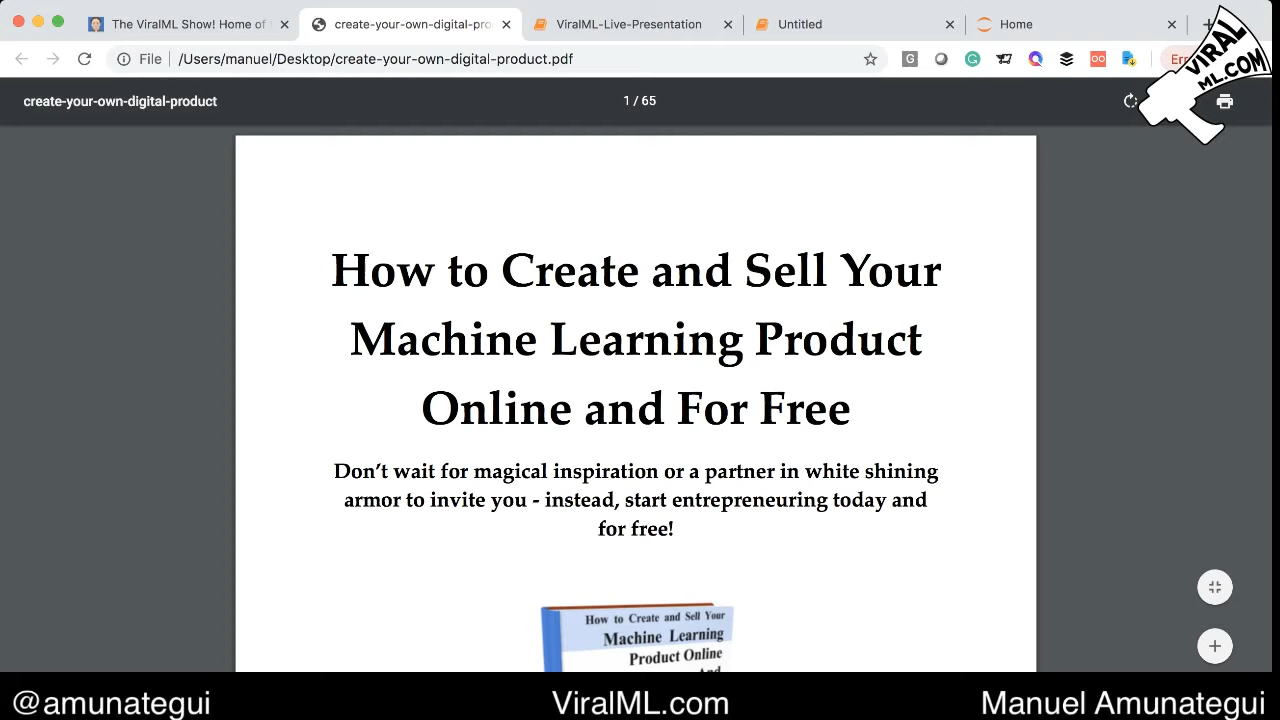 The ViralML Show! Home of
create-your-own-digital-pro
ViralML-Live-Presentation
Untitled
Home
File
/Users/manuel/Desktop/create-your-own-digital-product.pdf
VIRAL
ML.COM
create-your-own-digital-product
1 / 65
How to Create and Sell Your
Machine Learning Product
Online and For Free
Don’t wait for magical inspiration or a partner in white shining
armor to invite you - instead, start entrepreneuring today and
for free!
How to Create and Sell Your
Machine Learning
Product Online
And
@amunategui
ViralML.com
Manuel Amunategui